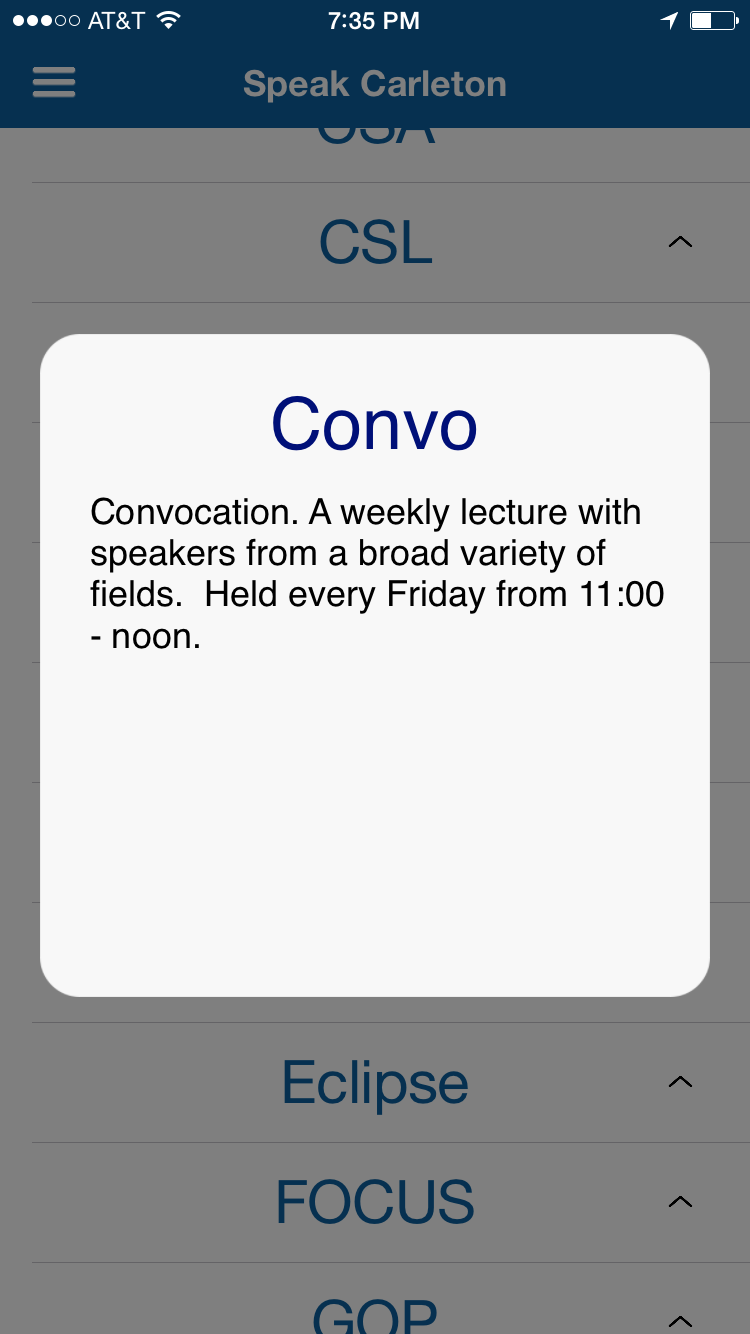 AT&T 7:35 PM
Speak Carleton
CSA
CSL
Convo
Convocation. A weekly lecture with
speakers from a broad variety of
fields.  Held every Friday from 11:00
- noon.
Eclipse
FOCUS
GOP